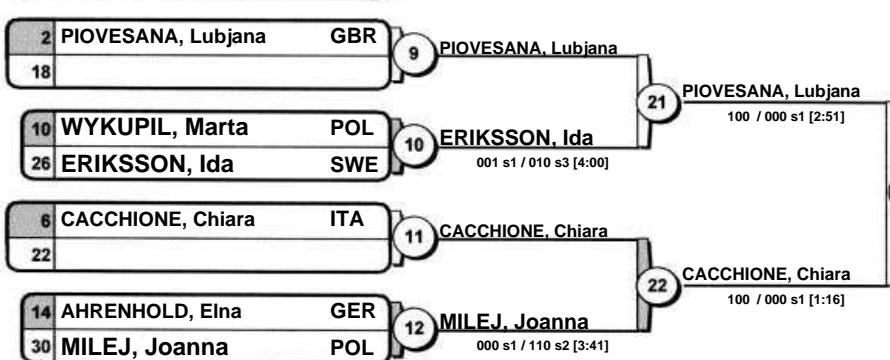 2 PIOVESANA, Lubjana GBR
18
9
PIOVESANA, Lubjana
10 WYKUPIL, Marta POL
26 ERIKSSON, Ida SWE
10
ERIKSSON, Ida
001 s1 / 010 s3 [4:00]
21
PIOVESANA, Lubjana
100 / 000 s1 [2:51]
6 CACCHIONE, Chiara ITA
22
11
CACCHIONE, Chiara
14 AHRENHOLD, Elna GER
30 MILEJ, Joanna POL
12
MILEJ, Joanna
000 s1 / 110 s2 [3:41]
22
CACCHIONE, Chiara
100 / 000 s1 [1:16]